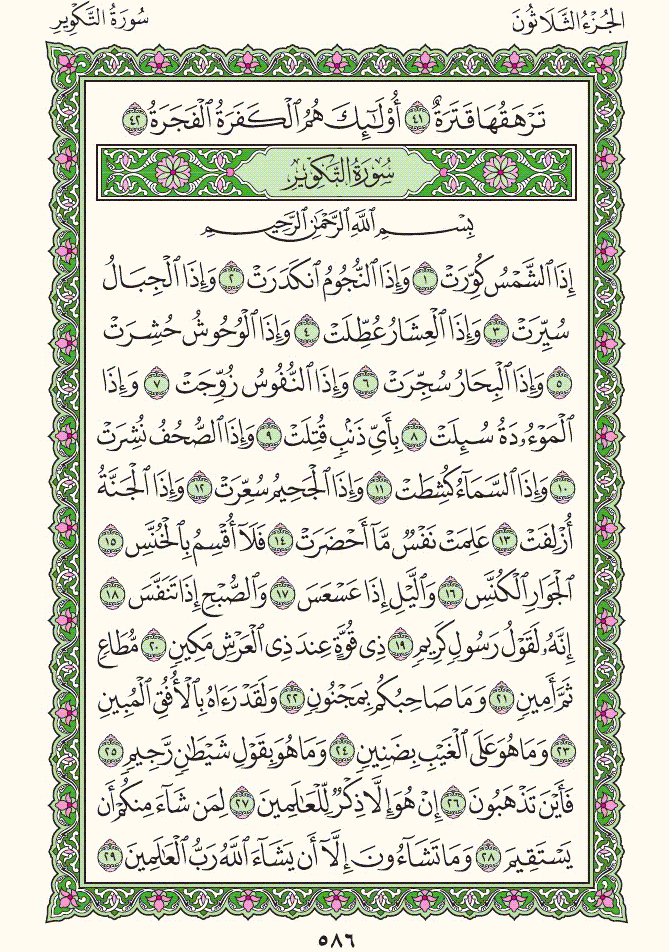 الجُزْءُ الثَّلَاثُونَ
سُورَةُ التَّكْوِيرِ
تَرْهَقُهَا قَتَرَةٌ ٤١ أُوْلَٰٓئِكَ هُمُ ٱلْكَفَرَةُ ٱلْفَجَرَةُ ٤٢
سُورَةُ التَّكْوِيرِ
بِسْمِ ٱللَّهِ ٱلرَّحْمَٰنِ ٱلرَّحِيمِ
إِذَا ٱلشَّمْسُ كُوِّرَتْ ١ وَإِذَا ٱلنُّجُومُ ٱنكَدَرَتْ ٢ وَإِذَا ٱلْجِبَالُ
سُيِّرَتْ ٣ وَإِذَا ٱلْعِشَارُ عُطِّلَتْ ٤ وَإِذَا ٱلْوُحُوشُ حُشِرَتْ
٥ وَإِذَا ٱلْبِحَارُ سُجِّرَتْ ٦ وَإِذَا ٱلنُّفُوسُ زُوِّجَتْ ٧ وَإِذَا
ٱلْمَوْءُۥدَةُ سُئِلَتْ ٨ بِأَىِّ ذَنۢبٍ قُتِلَتْ ٩ وَإِذَا ٱلصُّحُفُ نُشِرَتْ
١٠ وَإِذَا ٱلسَّمَآءُ كُشِطَتْ ١١ وَإِذَا ٱلْجَحِيمُ سُعِّرَتْ ١٢ وَإِذَا ٱلْجَنَّةُ
أُزْلِفَتْ ١٣ عَلِمَتْ نَفْسٌ مَّآ أَحْضَرَتْ ١٤ فَلَآ أُقْسِمُ بِٱلْخُنَّسِ ١٥
ٱلْجَوَارِ ٱلْكُنَّسِ ١٦ وَٱلَّيْلِ إِذَا عَسْعَسَ ١٧ وَٱلصُّبْحِ إِذَا تَنَفَّسَ ١٨
إِنَّهُۥ لَقَوْلُ رَسُولٍ كَرِيمٍ ١٩ ذِى قُوَّةٍ عِندَ ذِى ٱلْعَرْشِ مَكِينٍ ٢٠ مُّطَاعٍ
ثَمَّ أَمِينٍ ٢١ وَمَا صَاحِبُكُم بِمَجْنُونٍ ٢٢ وَلَقَدْ رَءَاهُ بِٱلْأُفُقِ ٱلْمُبِينِ
٢٣ وَمَا هُوَ عَلَى ٱلْغَيْبِ بِضَنِينٍ ٢٤ وَمَا هُوَ بِقَوْلِ شَيْطَٰنٍ رَّجِيمٍ ٢٥
فَأَيْنَ تَذْهَبُونَ ٢٦ إِنْ هُوَ إِلَّا ذِكْرٌ لِّلْعَٰلَمِينَ ٢٧ لِمَن شَآءَ مِنكُمْ أَن
يَسْتَقِيمَ ٢٨ وَمَا تَشَآءُونَ إِلَّآ أَن يَشَآءَ ٱللَّهُ رَبُّ ٱلْعَٰلَمِينَ ٢٩
٥٨٦